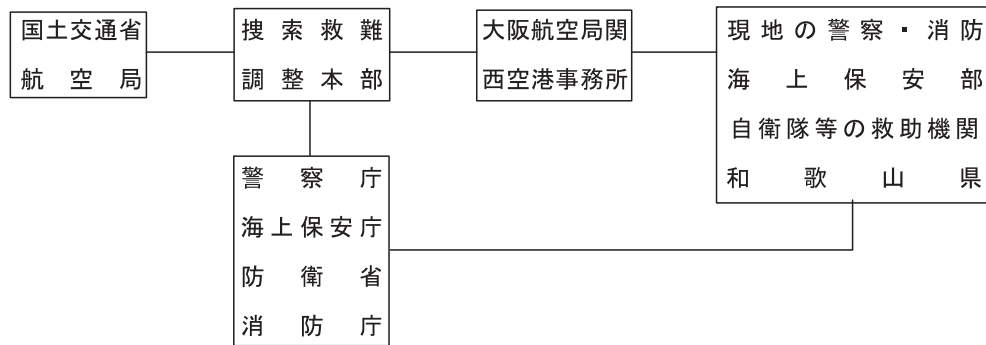 国土交通省
航空局
捜索救難
調整本部
大阪航空局関
西空港事務所
現地の警察・消防
海上保安部
自衛隊等の救助機関
和歌山県
警察庁
海上保安庁
防衛省
消防庁